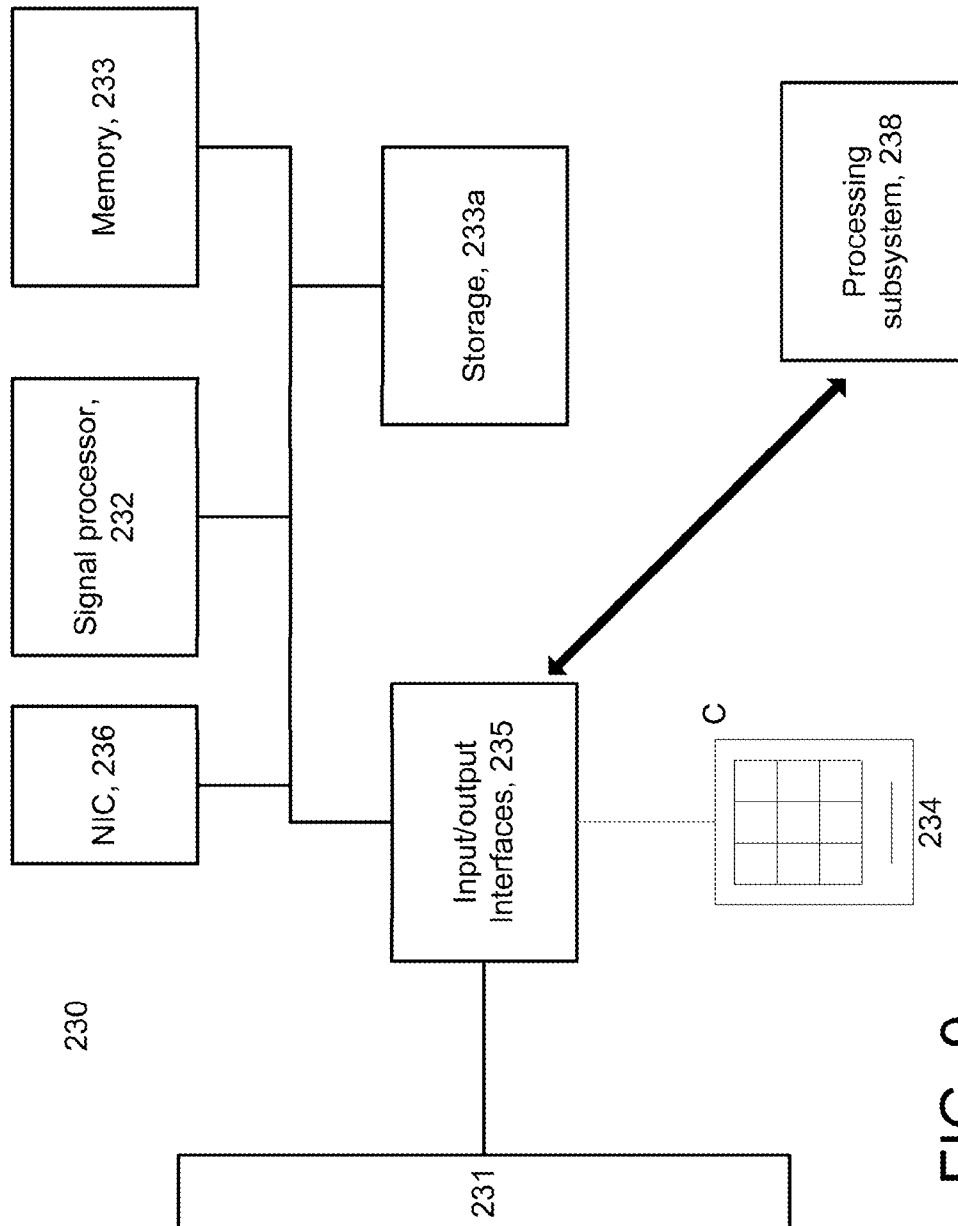 230
NIC, 236
Signal processor,
232
Memory, 233
231
Input/output
Interfaces, 235
Storage, 233a
C
234
Processing
subsystem, 238
FIG.